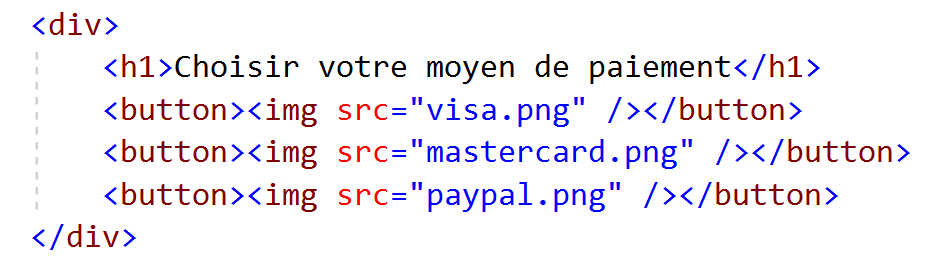 <div>
<h1>Choisir votre moyen de paiement</h1>
<button><img src="visa.png" /></button>
<button><img src="mastercard.png" /></button>
<button><img src="paypal.png" /></button>
</div>